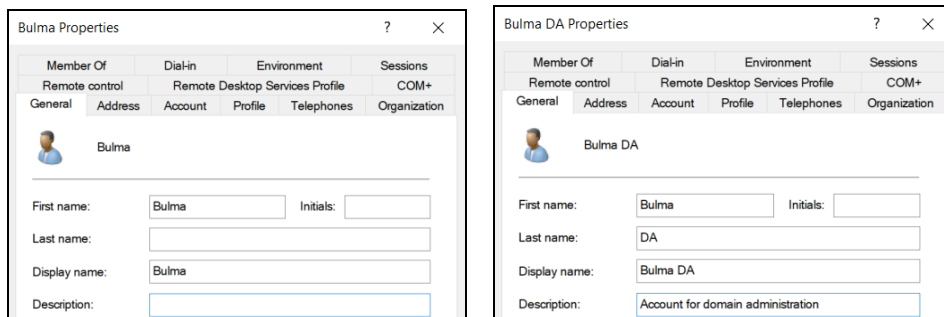 Bulma Properties ? ×
Member Of Dial-in Environment Sessions
Remote control Remote Desktop Services Profile COM+
General Address Account Profile Telephones Organization
Bulma
First name: Bulma Initials:
Last name:
Display name: Bulma
Description:
Bulma DA Properties ? ×
Member Of Dial-in Environment Sessions
Remote control Remote Desktop Services Profile COM+
General Address Account Profile Telephones Organization
Bulma DA
First name: Bulma Initials:
Last name: DA
Display name: Bulma DA
Description: Account for domain administration